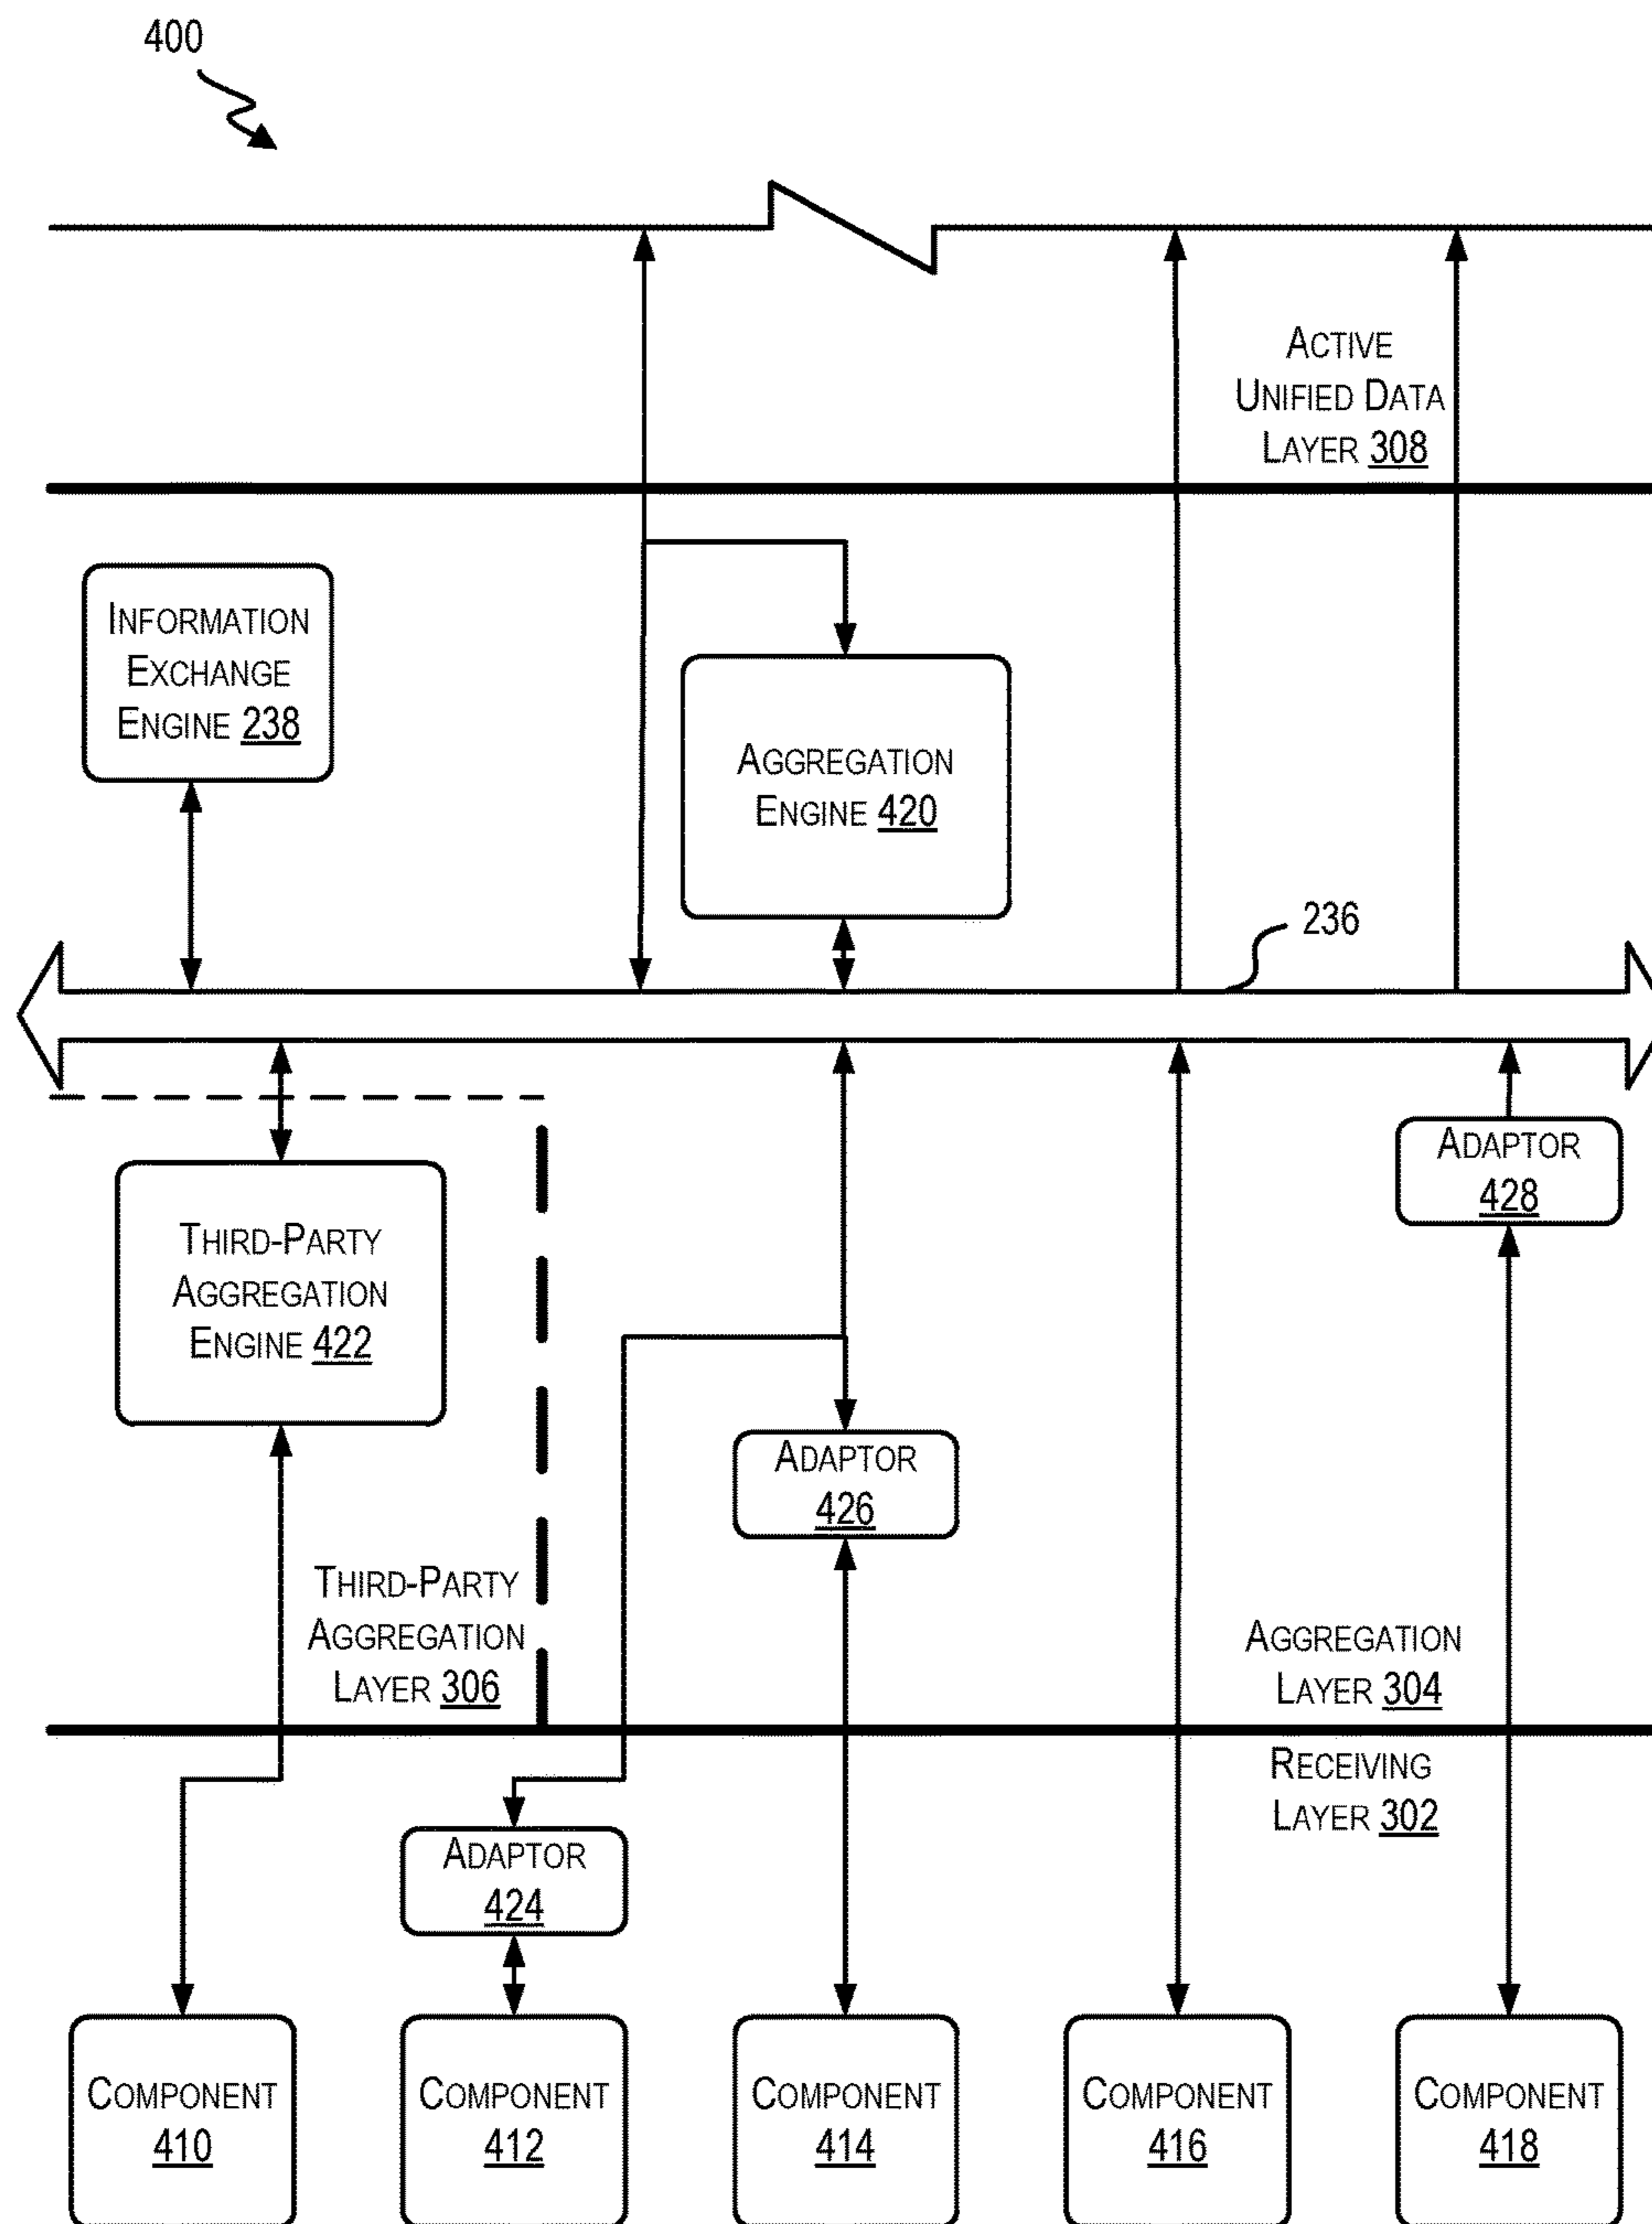 400
ACTIVE
UNIFIED DATA
LAYER 308
INFORMATION
EXCHANGE
ENGINE 238
AGGREGATION
ENGINE 420
236
ADAPTOR
428
THIRD-PARTY
AGGREGATION
ENGINE 422
ADAPTOR
426
THIRD-PARTY
AGGREGATION
LAYER 306
AGGREGATION
LAYER 304
RECEIVING
LAYER 302
ADAPTOR
424
COMPONENT
410
COMPONENT
412
COMPONENT
414
COMPONENT
416
COMPONENT
418